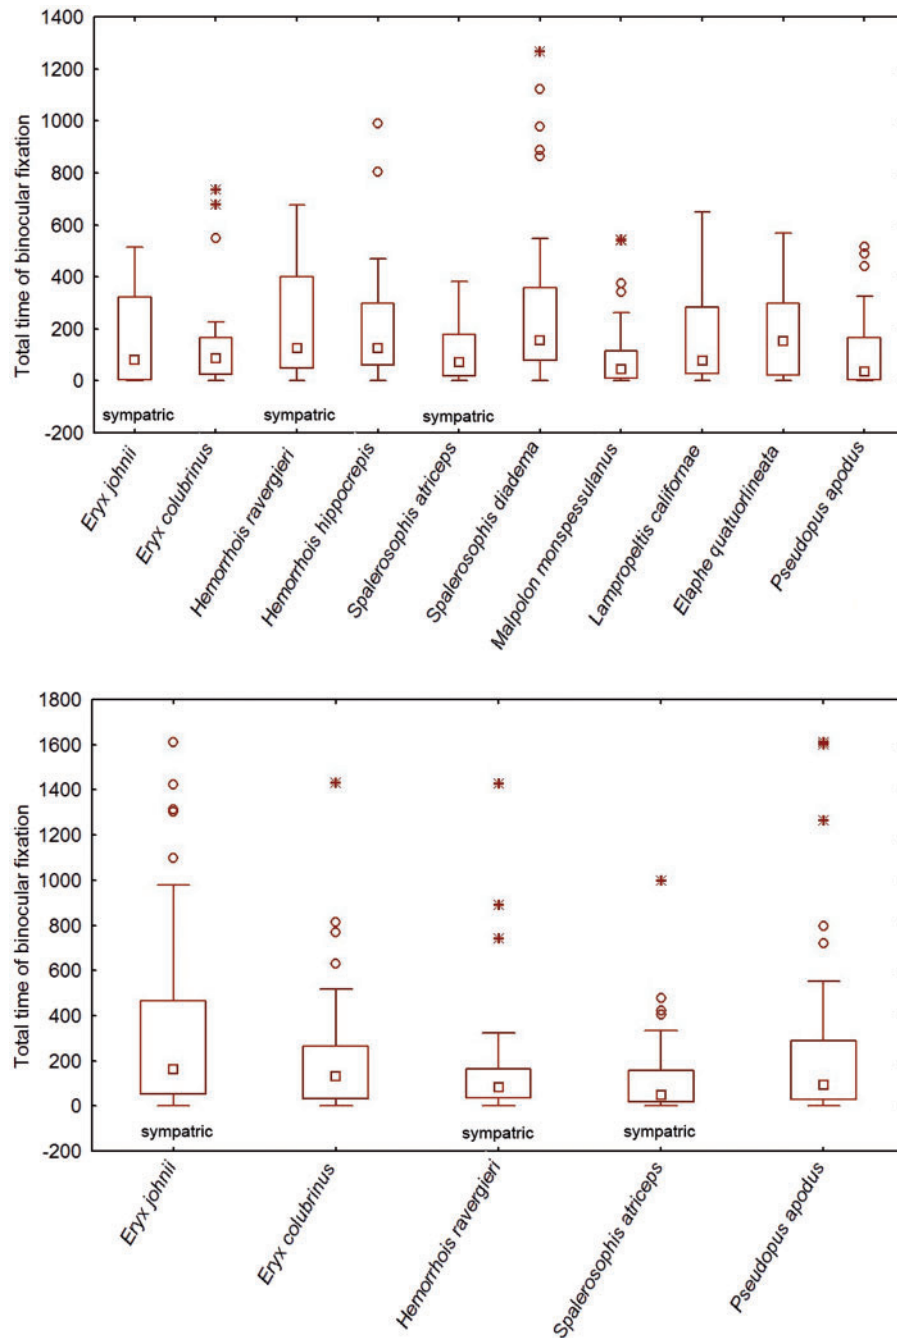 1400
1200
1000
800
600
400
200
0
-200
Total time of binocular fixation
sympatric
sympatric
sympatric
Eryx johnii
Eryx colubrinus
Hemorrhois ravergieri
Hemorrhois hippocrepis
Spalerosophis atriceps
Spalerosophis diadema
Malpolon monspessulanus
Lampropeltis californae
Elaphe quatuorlineata
Pseudopus apodus
1800
1600
1400
1200
1000
800
600
400
200
0
-200
Total time of binocular fixation
sympatric
sympatric
sympatric
Eryx johnii
Eryx colubrinus
Hemorrhois ravergieri
Spalerosophis atriceps
Pseudopus apodus